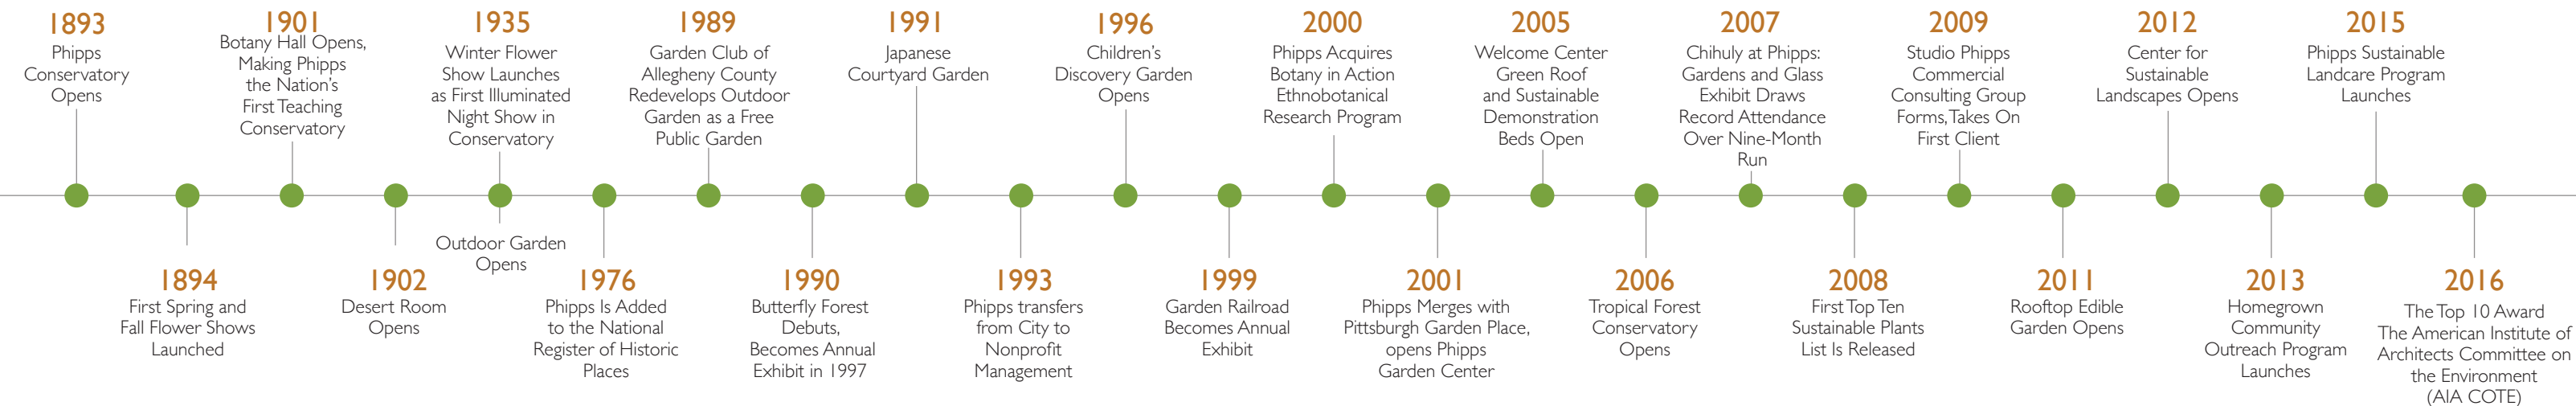 1893
Phipps
Conservatory
Opens
1894
First Spring and
Fall Flower Shows
Launched
1901
Botany Hall Opens,
Making Phipps
the Nation's
First Teaching
Conservatory
1902
Desert Room
Opens
1935
Winter Flower
Show Launches
as First Illuminated
Night Show in
Conservatory
Outdoor Garden
Opens
1976
Phipps Is Added
to the National
Register of Historic
Places
1989
Garden Club of
Allegheny County
Redevelops Outdoor
Garden as a Free
Public Garden
1990
Butterfly Forest
Debuts,
Becomes Annual
Exhibit in 1997
1991
Japanese
Courtyard Garden
1993
Phipps transfers
from City to
Nonprofit
Management
1996
Children's
Discovery Garden
Opens
1999
Garden Railroad
Becomes Annual
Exhibit
2000
Phipps Acquires
Botany in Action
Ethnobotanical
Research Program
2001
Phipps Merges with
Pittsburgh Garden Place,
opens Phipps
Garden Center
2005
Welcome Center
Green Roof
and Sustainable
Demonstration
Beds Open
2006
Tropical Forest
Conservatory
Opens
2007
Chihuly at Phipps:
Gardens and Glass
Exhibit Draws
Record Attendance
Over Nine-Month
Run
2008
First Top Ten
Sustainable Plants
List Is Released
2009
Studio Phipps
Commercial
Consulting Group
Forms, Takes On
First Client
2011
Rooftop Edible
Garden Opens
2012
Center for
Sustainable
Landscapes Opens
2013
Homegrown
Community
Outreach Program
Launches
2015
Phipps Sustainable
Landcare Program
Launches
2016
The Top 10 Award
The American Institute of
Architects Committee on
the Environment
(AIA COTE)